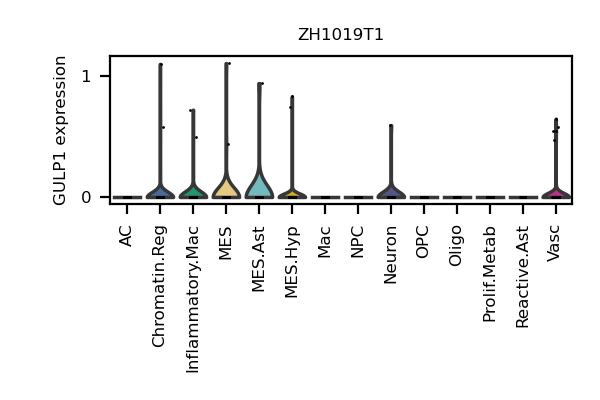 ZH1019T1
GULP1 expression
1
0
AC
Chromatin.Reg
Inflammatory.Mac
MES
MES.Ast
MES.Hyp
Mac
NPC
Neuron
OPC
Oligo
Prolif.Metab
Reactive.Ast
Vasc